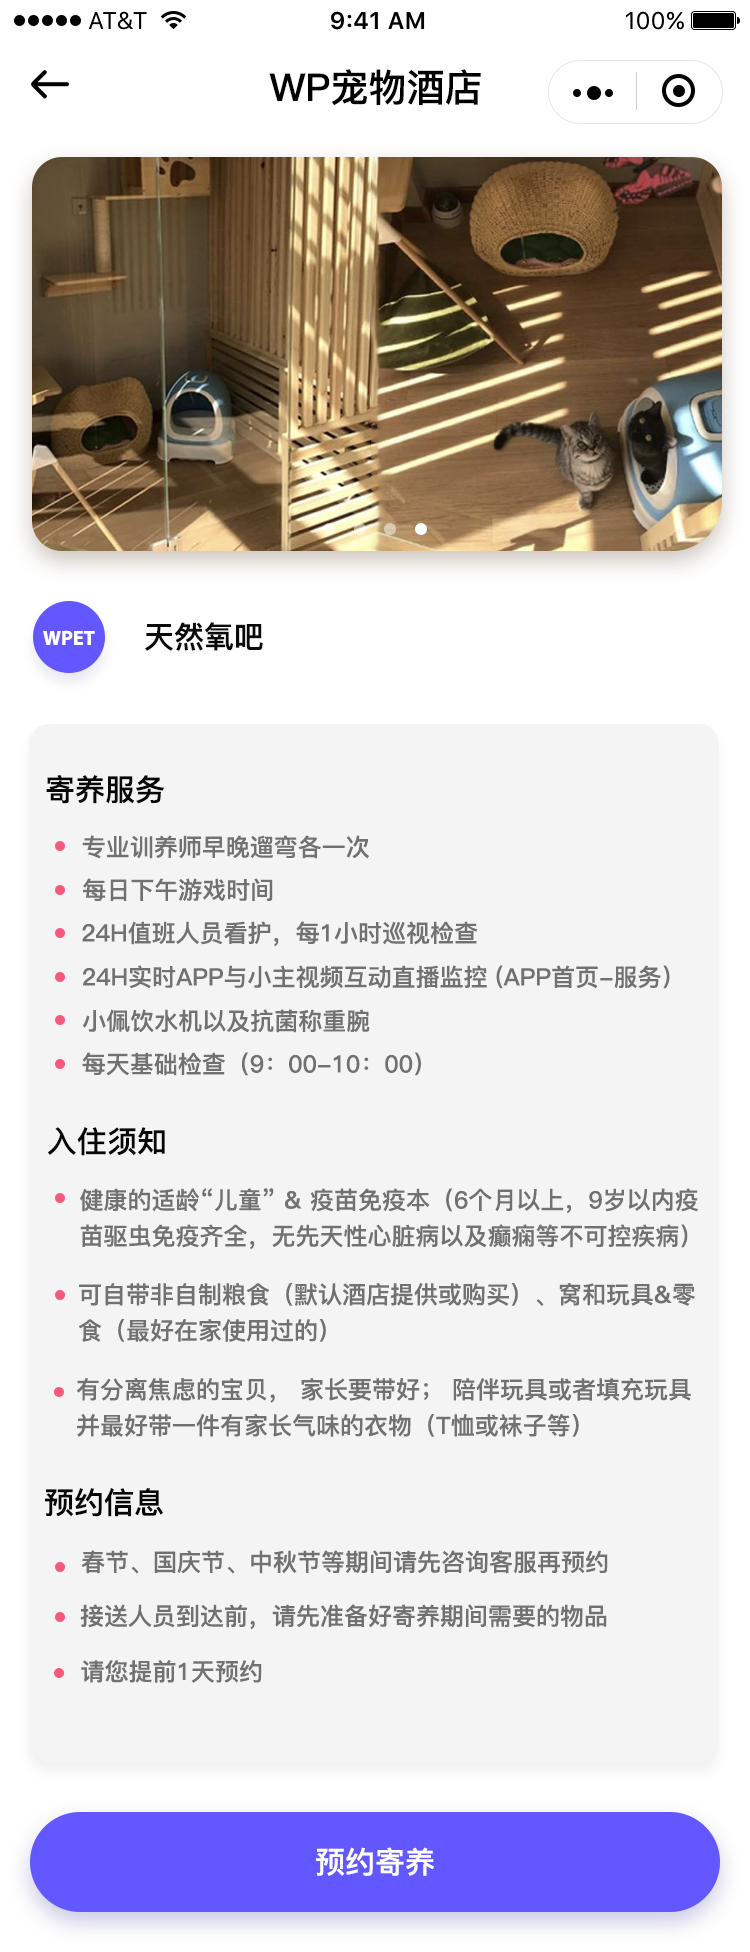 AT&T 9:41 AM 100%
WP宠物酒店
WPET 天然氧吧
寄养服务
专业训养师早晚遛弯各一次
每日下午游戏时间
24H值班人员看护，每1小时巡视检查
24H实时APP与小主视频互动直播监控 (APP首页-服务）
小佩饮水机以及抗菌称重腕
每天基础检查（9：00-10：00）
入住须知
健康的适龄“儿童” & 疫苗免疫本（6个月以上，9岁以内疫
苗驱虫免疫齐全，无先天性心脏病以及癫痫等不可控疾病）
可自带非自制粮食（默认酒店提供或购买）、窝和玩具&零
食（最好在家使用过的）
有分离焦虑的宝贝， 家长要带好； 陪伴玩具或者填充玩具
并最好带一件有家长气味的衣物（T恤或袜子等）
预约信息
春节、国庆节、中秋节等期间请先咨询客服再预约
接送人员到达前，请先准备好寄养期间需要的物品
请您提前1天预约
预约寄养